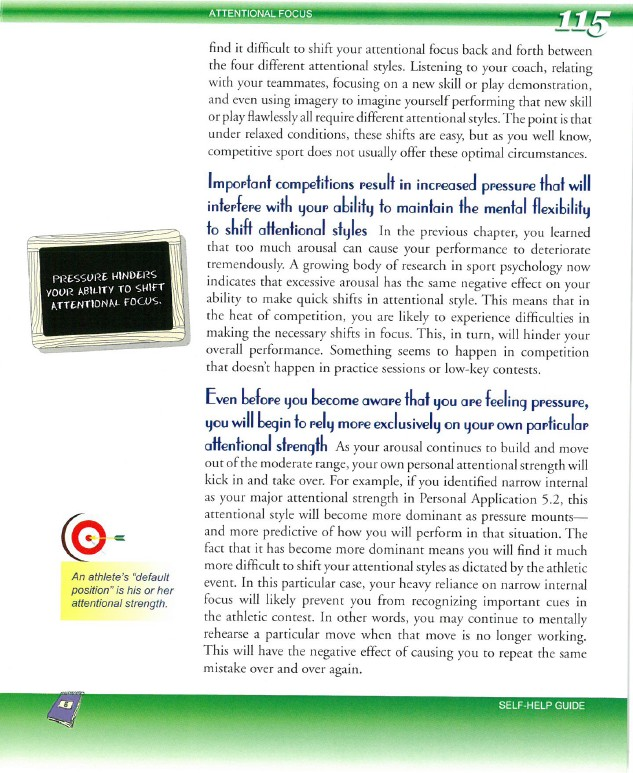 ATTENTIONAL FOCUS
115
find it difficult to shift your attentional focus back and forth between
the four different attentional styles. Listening to your coach, relating
with your teammates, focusing on a new skill or play demonstration,
and even using imagery to imagine yourself performing that new skill
or play flawlessly all require different attentional styles. The point is that
under relaxed conditions, these shifts are easy, but as you well know,
competitive sport does not usually offer these optimal circumstances.
Important competitions result in increased pressure that will
interfere with your ability to maintain the mental flexibility
to shift attentional styles In the previous chapter, you learned
that too much arousal can cause your performance to deteriorate
tremendously. A growing body of research in sport psychology now
indicates that excessive arousal has the same negative effect on your
ability to make quick shifts in attentional style. This means that in
the heat of competition, you are likely to experience difficulties in
making the necessary shifts in focus. This, in turn, will hinder your
overall performance. Something seems to happen in competition
that doesn't happen in practice sessions or low-key contests.
PRESSURE HINDERS
YOUR ABILITY TO SHIFT
ATTENTIONAL FOCUS.
Even before you become aware that you are feeling pressure,
you will begin to rely more exclusively on your own particular
attentional strength As your arousal continues to build and move
out of the moderate range, your own personal attentional strength will
kick in and take over. For example, if you identified narrow internal
as your major attentional strength in Personal Application 5.2, this
attentional style will become more dominant as pressure mounts—
and more predictive of how you will perform in that situation. The
fact that it has become more dominant means you will find it much
more difficult to shift your attentional styles as dictated by the athletic
event. In this particular case, your heavy reliance on narrow internal
focus will likely prevent you from recognizing important cues in
the athletic contest. In other words, you may continue to mentally
rehearse a particular move when that move is no longer working.
This will have the negative effect of causing you to repeat the same
mistake over and over again.
An athlete's "default
position" is his or her
attentional strength.
SELF-HELP GUIDE